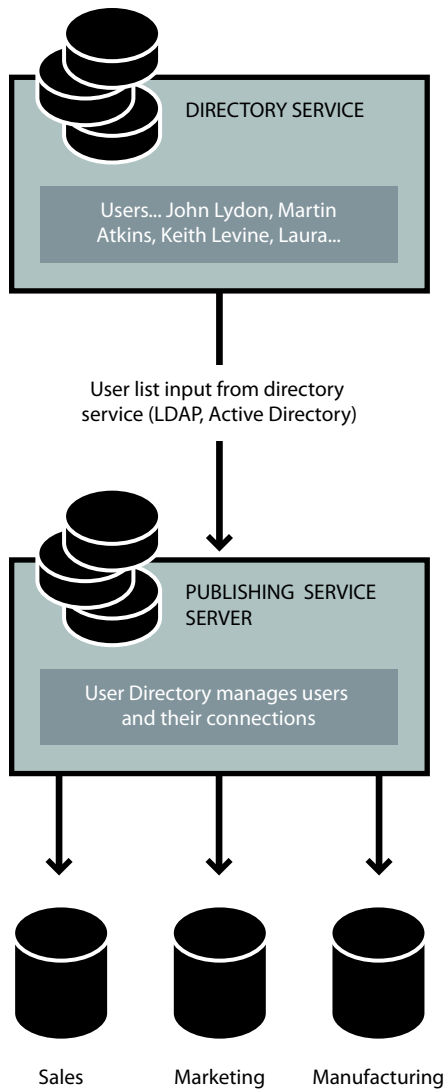 DIRECTORY SERVICE
Users... John Lydon, Martin
Atkins, Keith Levine, Laura...
User list input from directory
service (LDAP, Active Directory)
PUBLISHING SERVICE
SERVER
User Directory manages users
and their connections
Sales
Marketing
Manufacturing